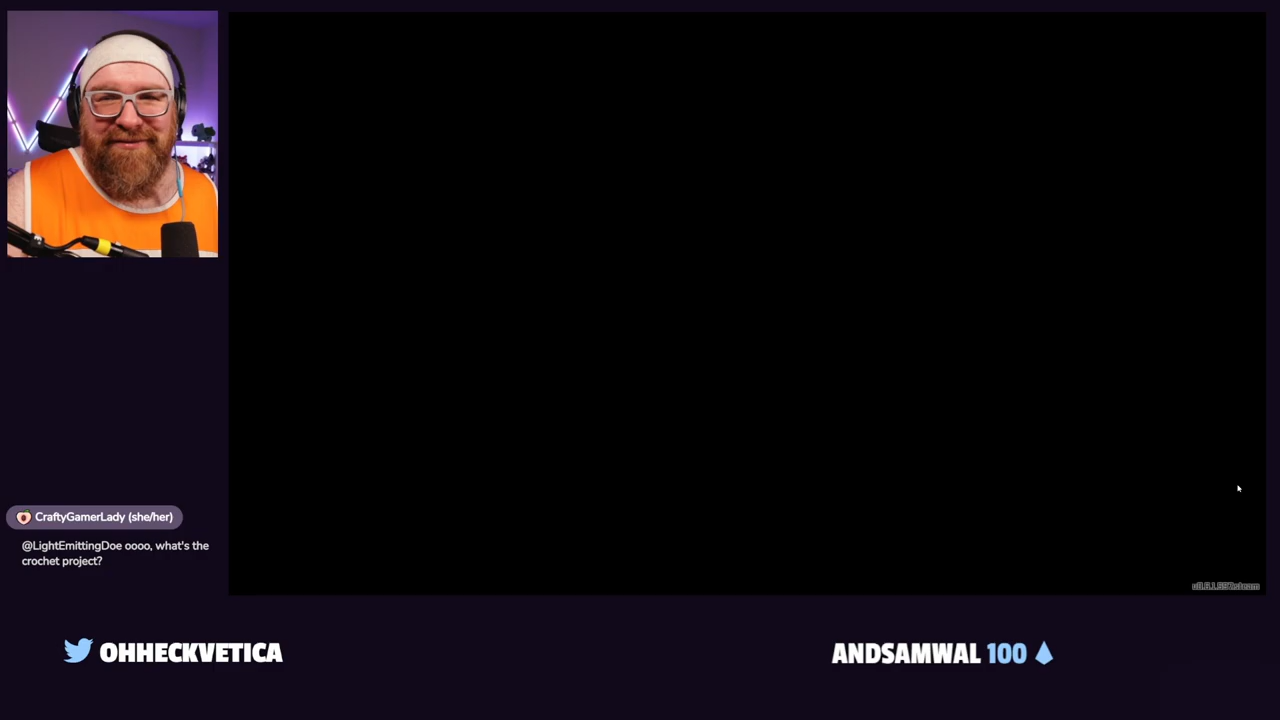 CraftyGamerLady (she/her)
@LightEmittingDoe oooo, what's the
crochet project?
OHHECKVETICA
ANDSAMWAL 100